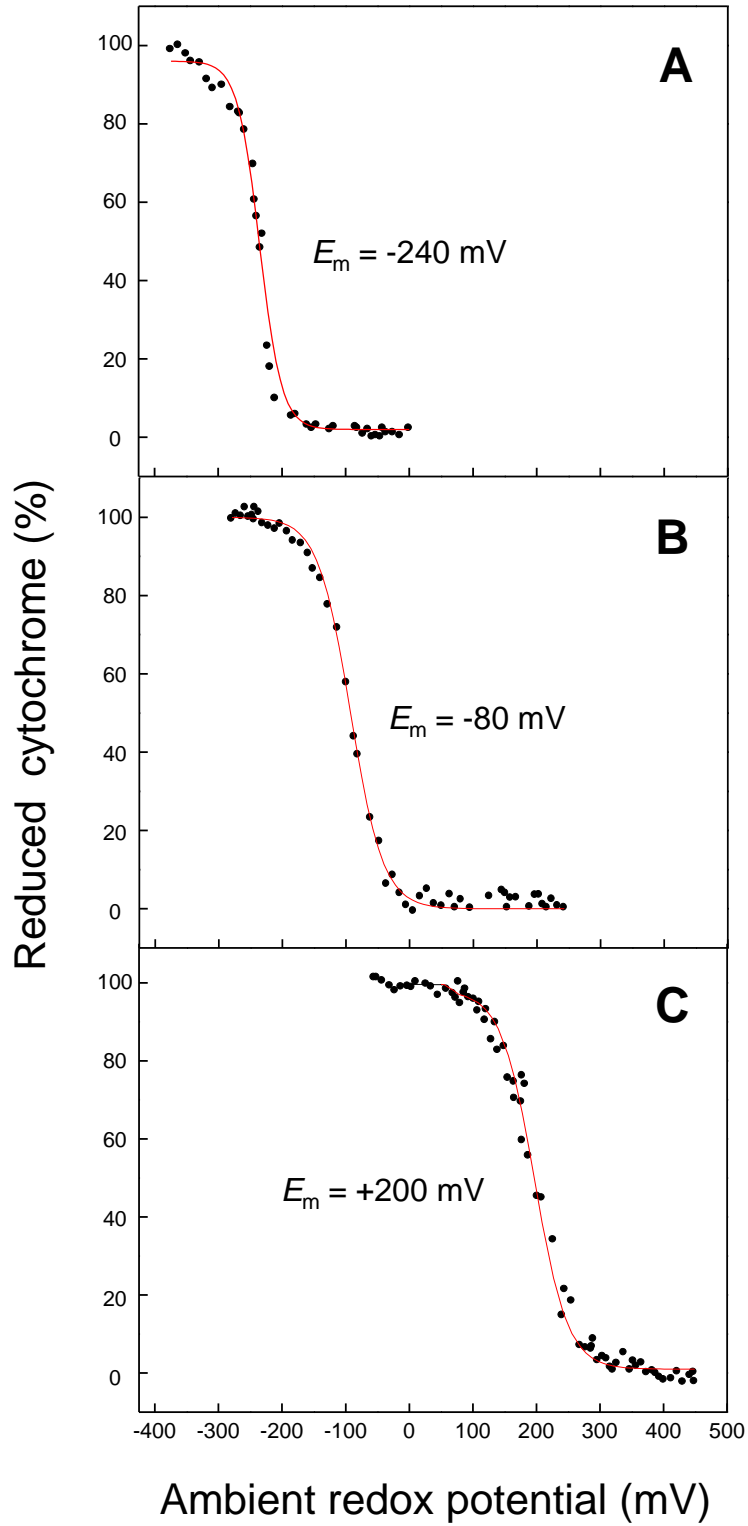 Reduced cytochrome (%)
100
80
60
40
20
0
A
Em = -240 mV
100
80
60
40
20
0
B
Em = -80 mV
100
80
60
40
20
0
C
Em = +200 mV
-400 -300 -200 -100 0 100 200 300 400 500
Ambient redox potential (mV)